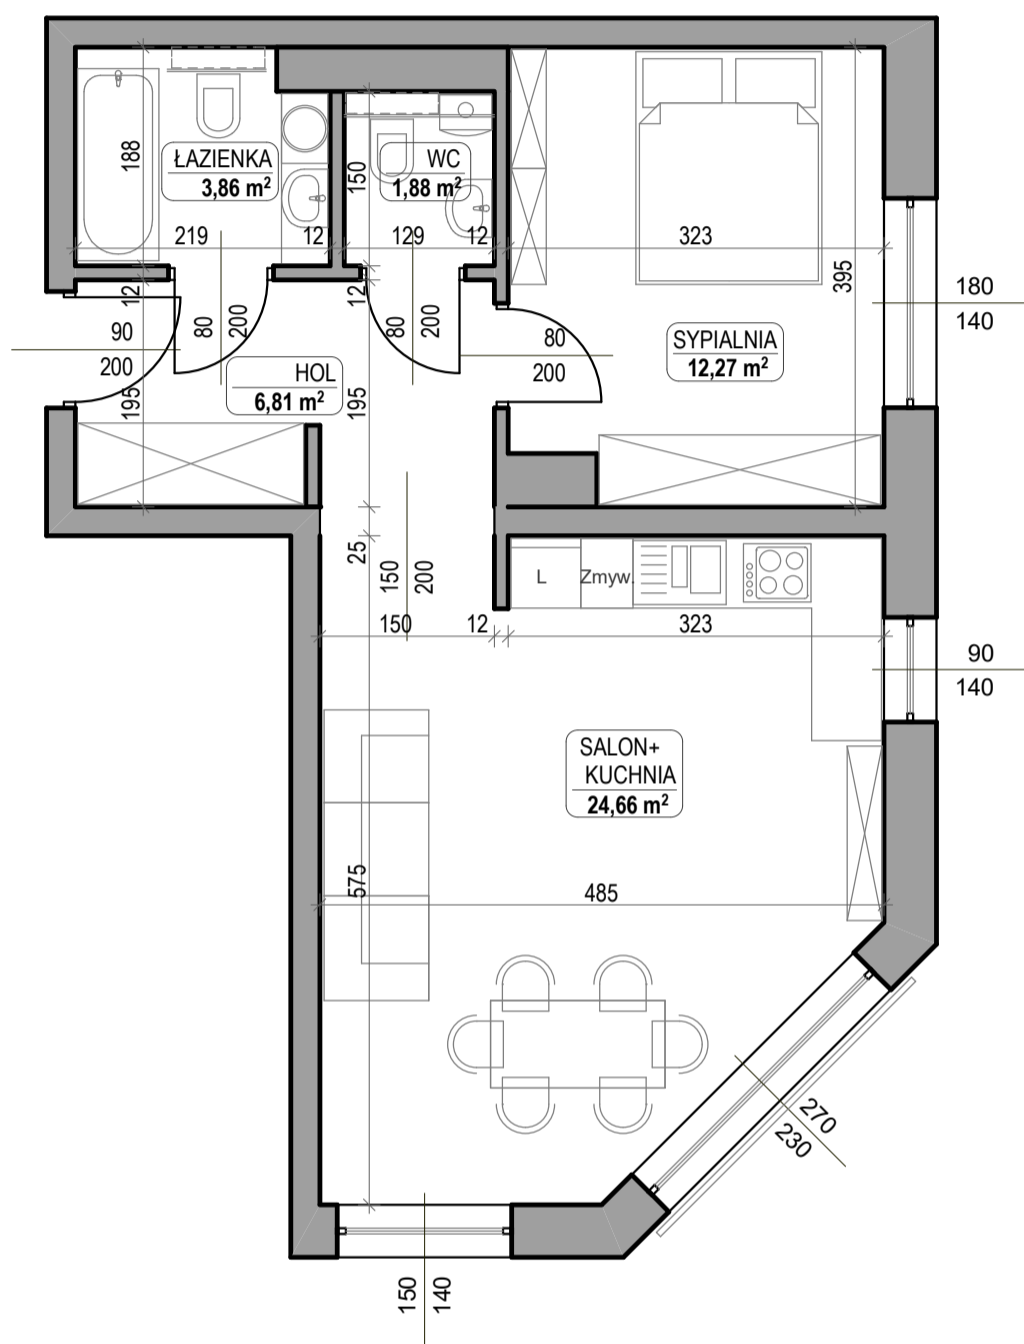 ŁAZIENKA
3,86 m²
WC
1,88 m²
188
150
219
12
129
12
323
395
180
140
12
12
90
200
80
200
80
200
80
200
SYPIALNIA
12,27 m²
HOL
6,81 m²
195
195
25
150
200
L
Zmyw.
150
12
323
90
140
SALON+
KUCHNIA
24,66 m²
575
485
270
230
150
140